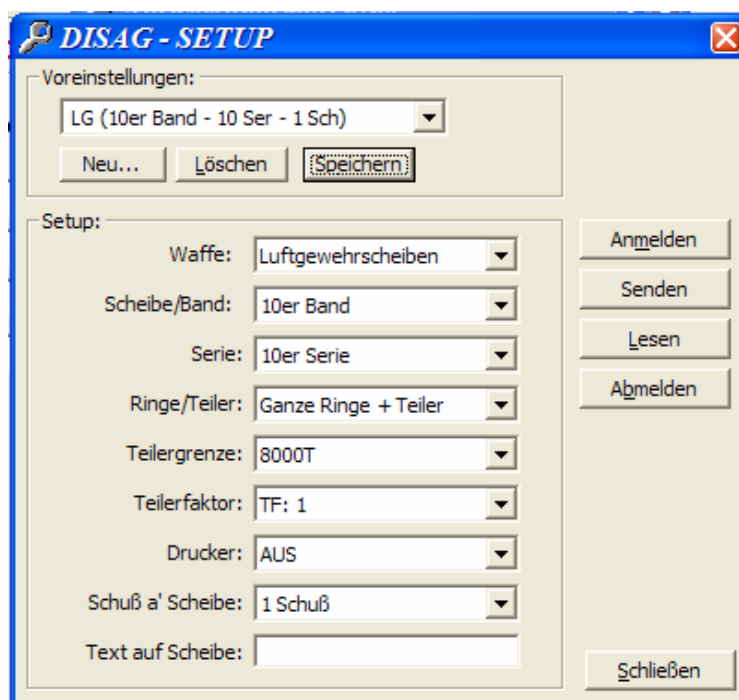 DISAG - SETUP
Voreinstellungen:
LG (10er Band - 10 Ser - 1 Sch)
Neu... Löschen Speichern
Setup:
Waffe: Luftgewehrscheiben
Scheibe/Band: 10er Band
Serie: 10er Serie
Ringe/Teiler: Ganze Ringe + Teiler
Teilergrenze: 8000T
Teilerfaktor: TF: 1
Drucker: AUS
Schuß a' Scheibe: 1 Schuß
Text auf Scheibe:
Anmelden
Senden
Lesen
Abmelden
Schließen